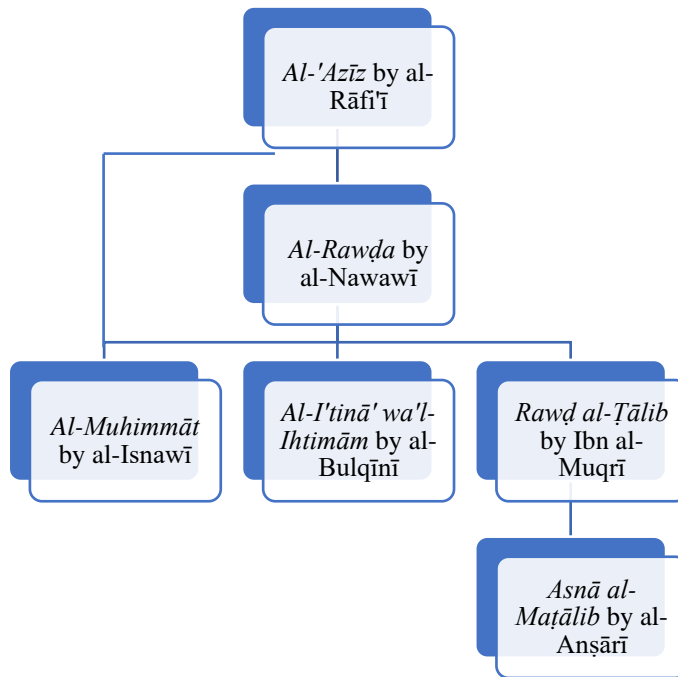 Al-'Azīz by al-
Rāfi'ī
Al-Rawḍa by
al-Nawawī
Al-Muhimmāt
by al-Isnawī
Al-I'tinā' wa'l-
Ihtimām by al-
Bulqīnī
Rawḍ al-Ṭālib
by Ibn al-
Muqrī
Asnā al-
Maṭālib by al-
Anṣārī